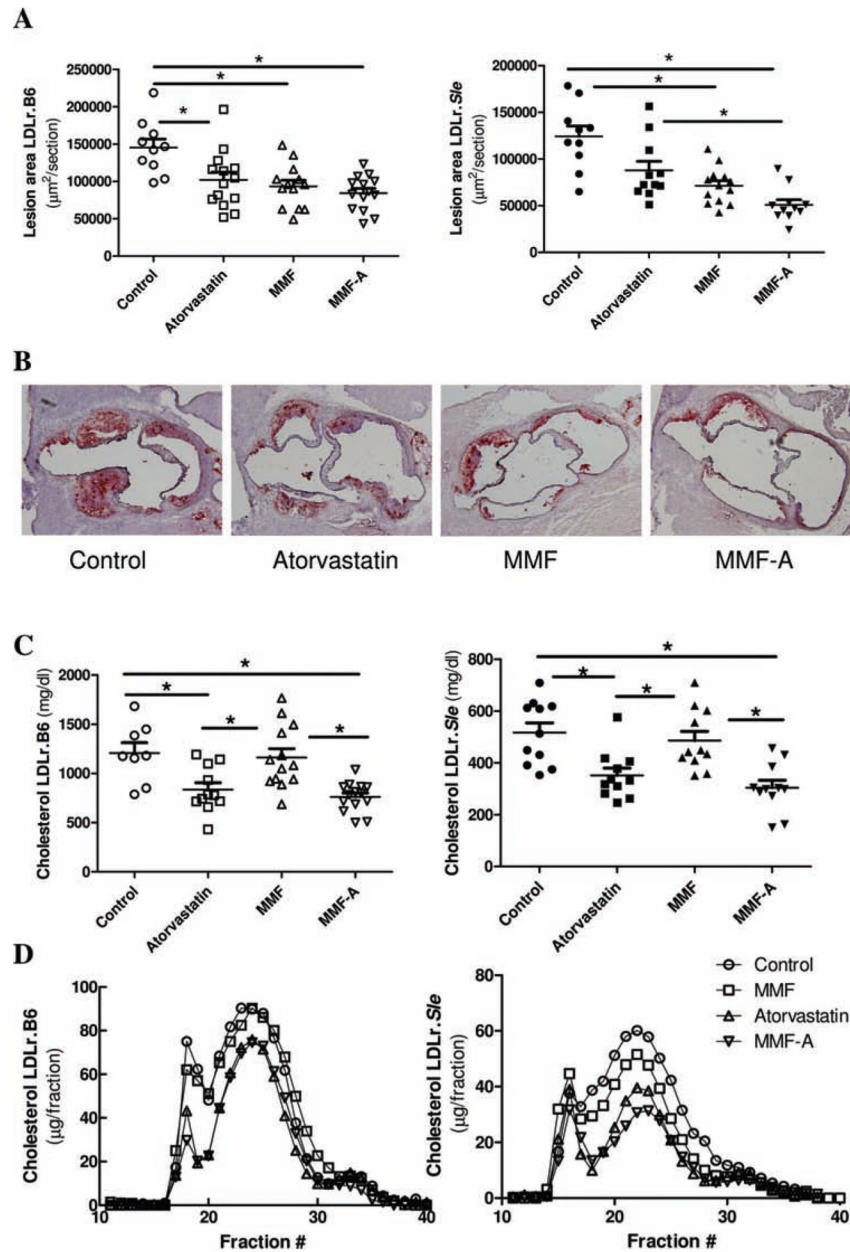 A
Lesion area LDLr.B6
(µm²/section)
250000
200000
150000
100000
50000
0
* * *
Control Atorvastatin MMF MMF-A
Lesion area LDLr.Sle
(µm²/section)
200000
150000
100000
50000
0
* * *
Control Atorvastatin MMF MMF-A
B
Control Atorvastatin MMF MMF-A
C
Cholesterol LDLr.B6 (mg/dl)
2000
1500
1000
500
0
* * * *
Control Atorvastatin MMF MMF-A
Cholesterol LDLr.Sle (mg/dl)
800
600
400
200
0
* * * *
Control Atorvastatin MMF MMF-A
D
Cholesterol LDLr.B6
(µg/fraction)
100
80
60
40
20
0
10 20 30 40
Fraction #
Cholesterol LDLr.Sle
(µg/fraction)
80
60
40
20
0
10 20 30 40
Fraction #
Control
MMF
Atorvastatin
MMF-A